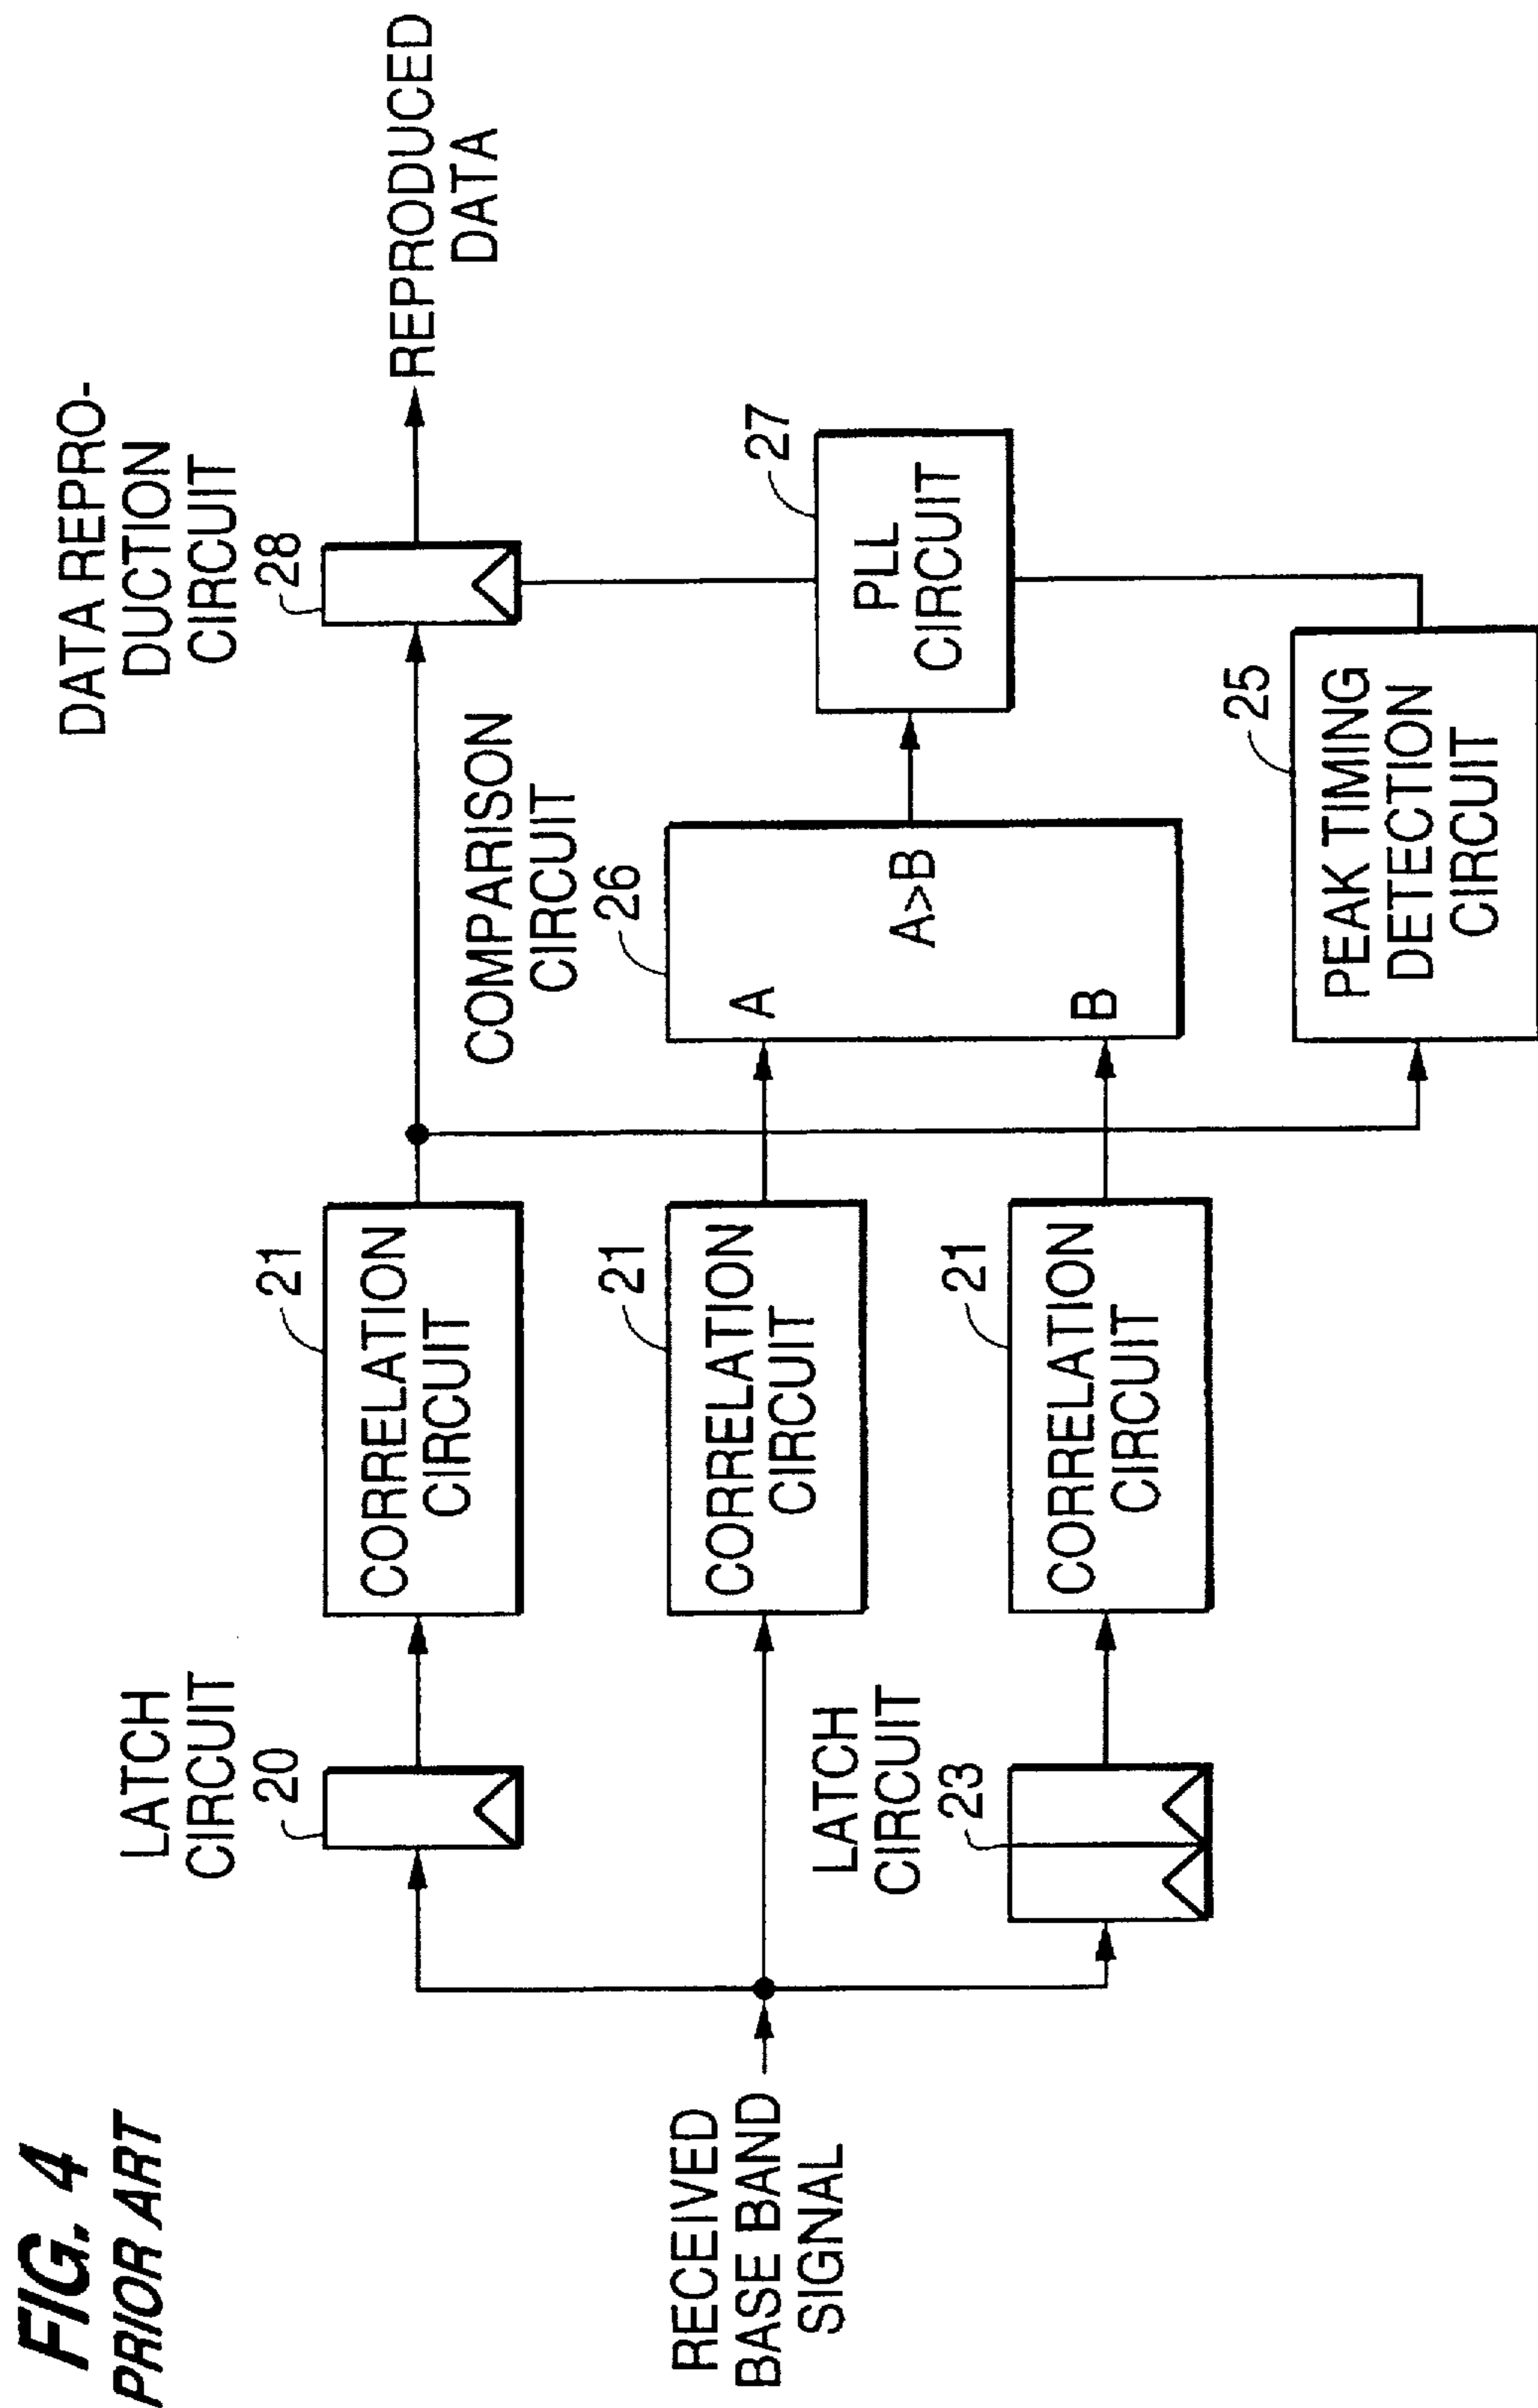 FIG. 4
PRIOR ART
RECEIVED
BASE BAND
SIGNAL
LATCH
CIRCUIT
20
LATCH
CIRCUIT
23
21
CORRELATION
CIRCUIT
21
CORRELATION
CIRCUIT
21
CORRELATION
CIRCUIT
COMPARISON
CIRCUIT
26
A
B
A>B
25
PEAK TIMING
DETECTION
CIRCUIT
27
PLL
CIRCUIT
DATA REPRO-
DUCTION
CIRCUIT
28
REPRODUCED
DATA